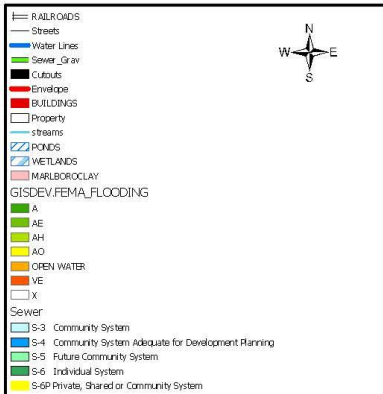 RAILROADS
Streets
Water Lines
Sewer_Grav
Cutouts
Envelope
BUILDINGS
Property
streams
PONDS
WETLANDS
MARLBOROCLAY
GISDEV.FEMA_FLOODING
A
AE
AH
AO
OPEN WATER
VE
X
Sewer
S-3 Community System
S-4 Community System Adequate for Development Planning
S-5 Future Community System
S-6 Individual System
S-6P Private, Shared or Community System
N
W E
S